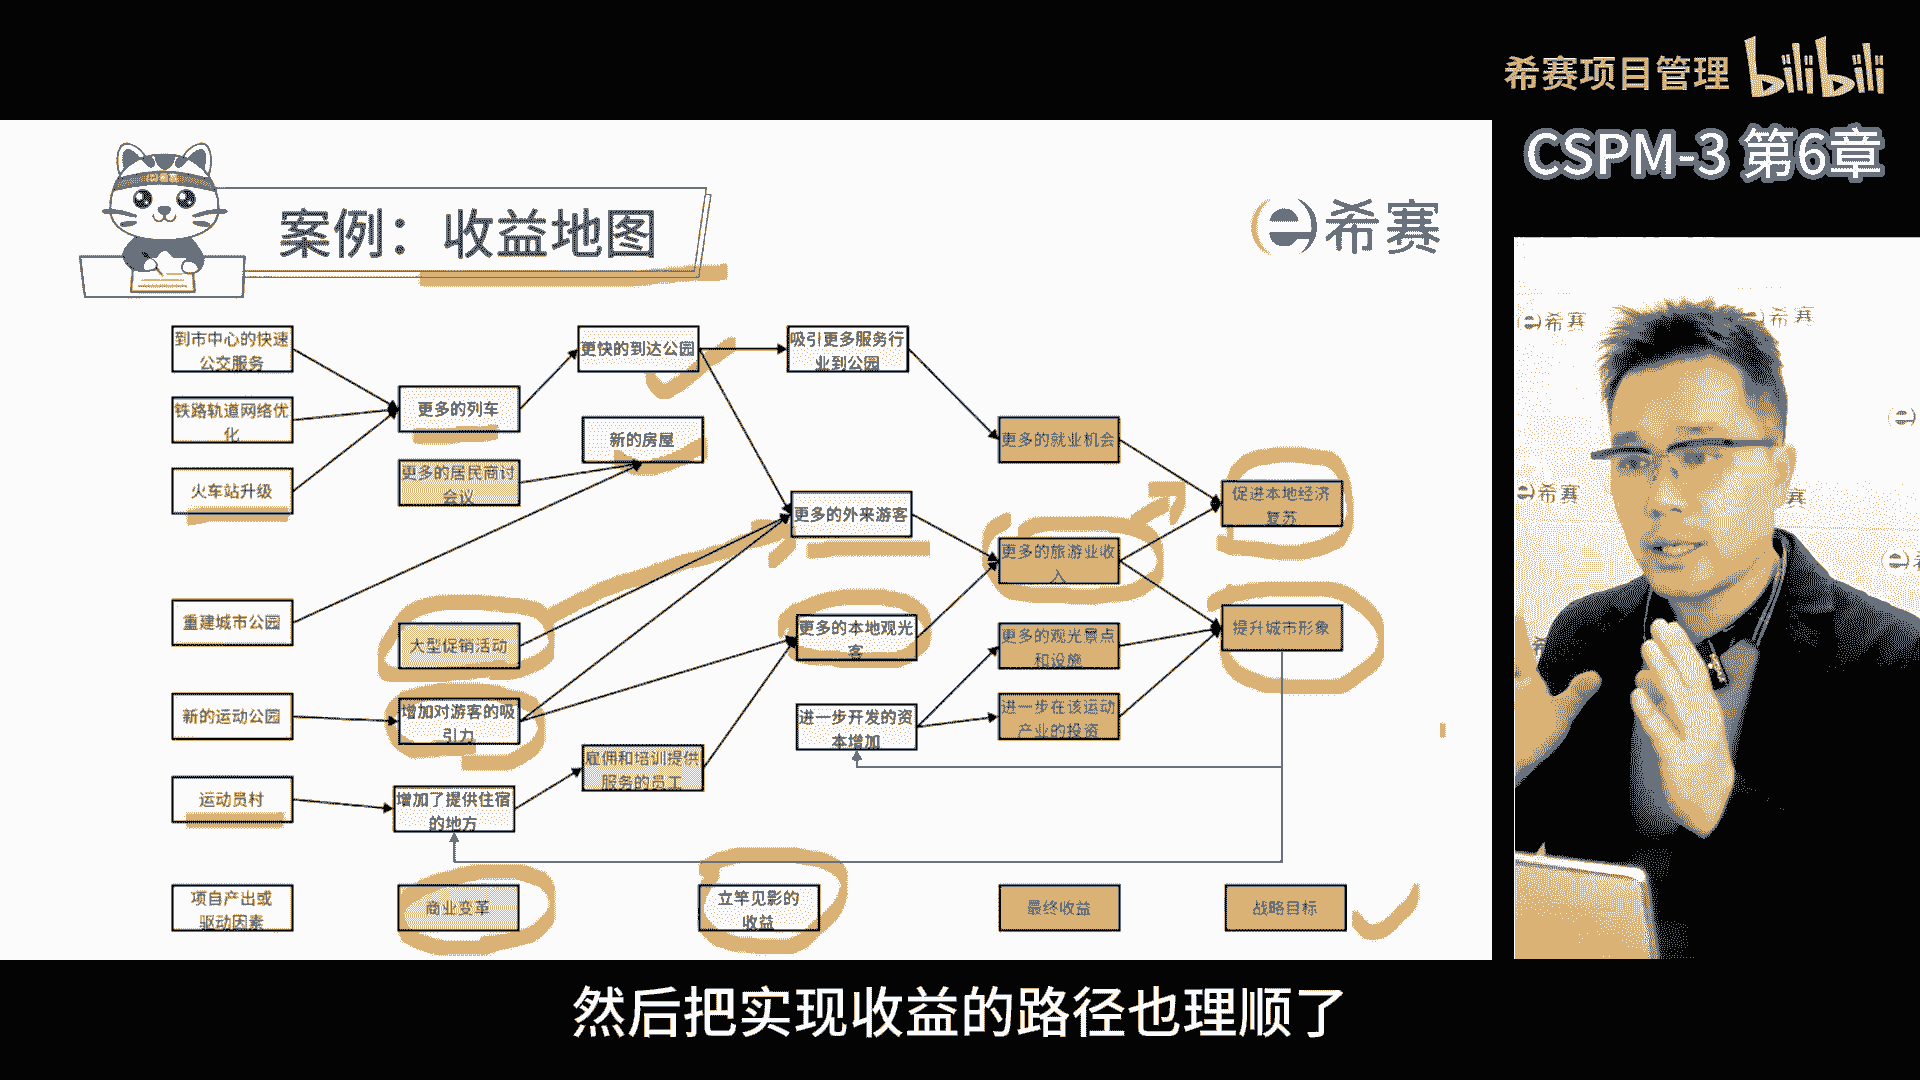 希赛项目管理 bilibili
CSPM-3 第6章
案例：收益地图
希赛
到市中心的快速
公交服务
铁路轨道网络优
化
火车站升级
重建城市公园
新的运动公园
运动员村
更多的列车
更多的居民商讨
会议
大型促销活动
增加对游客的吸
引力
增加了提供住宿
的地方
更快的到达公园
新的房屋
雇佣和培训提供
服务的员工
吸引更多服务行
业到公园
更多的外来游客
更多的本地观光
客
进一步开发的资
本增加
更多的就业机会
更多的旅游业收
入
更多的观光景点
和设施
进一步在该运动
产业的投资
促进本地经济
复苏
提升城市形象
项目产出或
驱动因素
商业变革
立竿见影的
收益
最终收益
战略目标
希赛
希赛
希赛
然后把实现收益的路径也理顺了